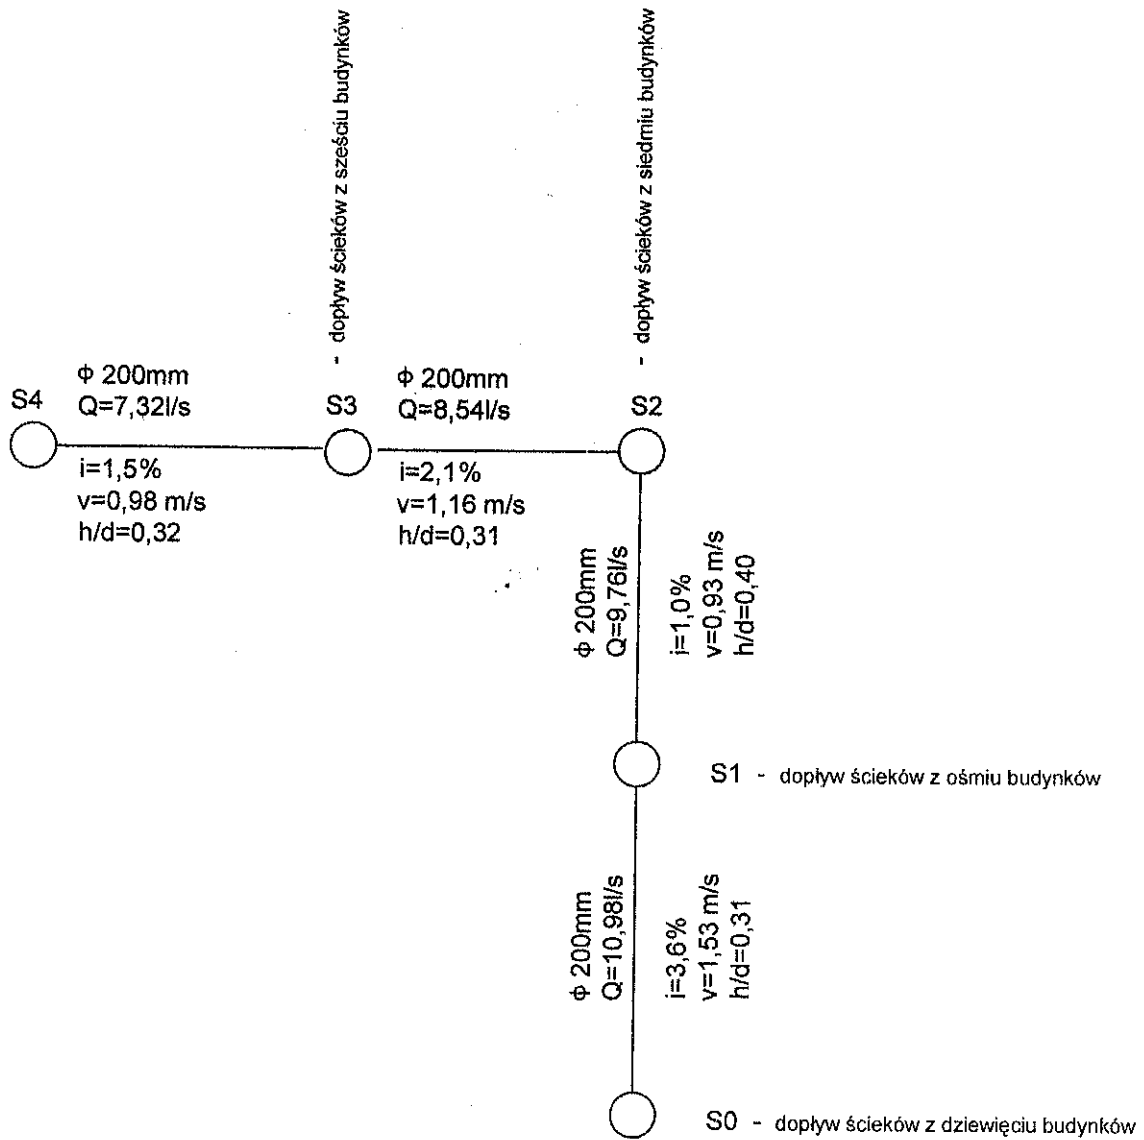 - dopływ ścieków z sześciu budynków
- dopływ ścieków z siedmiu budynków
S4
ϕ 200mm
Q=7,32l/s
i=1,5%
v=0,98 m/s
h/d=0,32
S3
ϕ 200mm
Q=8,54l/s
i=2,1%
v=1,16 m/s
h/d=0,31
S2
ϕ 200mm
Q=9,76l/s
i=1,0%
v=0,93 m/s
h/d=0,40
S1 - dopływ ścieków z ośmiu budynków
ϕ 200mm
Q=10,98l/s
i=3,6%
v=1,53 m/s
h/d=0,31
S0 - dopływ ścieków z dziewięciu budynków